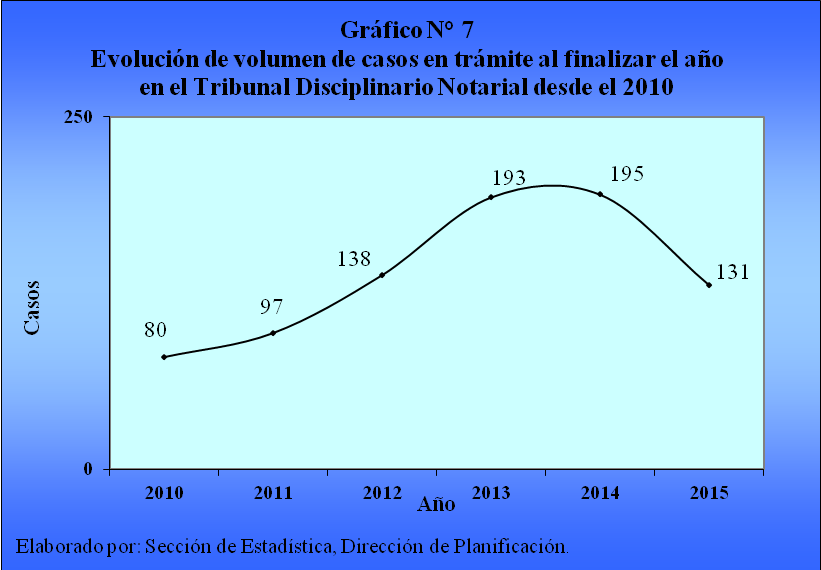 Gráfico N° 7
Evolución de volumen de casos en trámite al finalizar el año
en el Tribunal Disciplinario Notarial desde el 2010
250
193
195
138
131
97
80
Casos
0
2010 2011 2012 2013 2014 2015
Año
Elaborado por: Sección de Estadística, Dirección de Planificación.